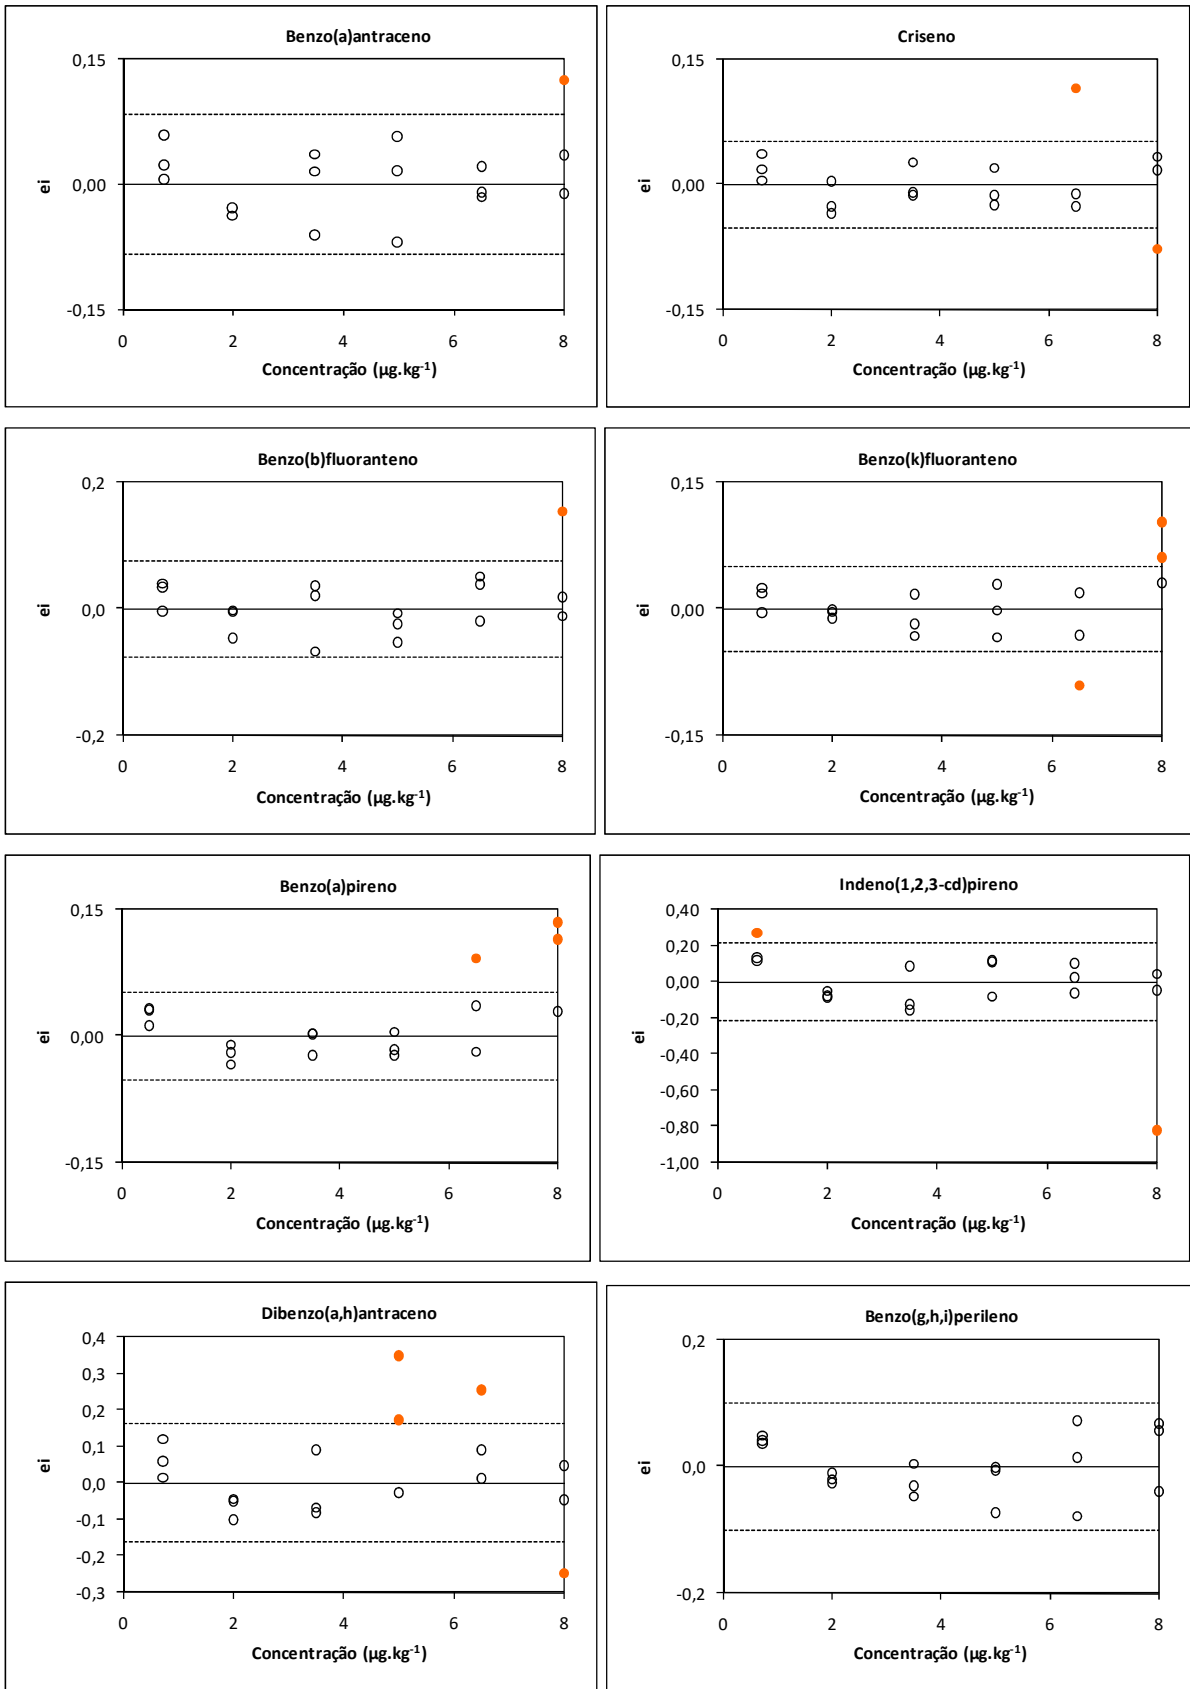 Benzo(a)antraceno
0,15
0,00
-0,15
ei
0 2 4 6 8
Concentração (µg.kg⁻¹)
Criseno
0,15
0,00
-0,15
ei
0 2 4 6 8
Concentração (µg.kg⁻¹)
Benzo(b)fluoranteno
0,2
0,0
-0,2
ei
0 2 4 6 8
Concentração (µg.kg⁻¹)
Benzo(k)fluoranteno
0,15
0,00
-0,15
ei
0 2 4 6 8
Concentração (µg.kg⁻¹)
Benzo(a)pireno
0,15
0,00
-0,15
ei
0 2 4 6 8
Concentração (µg.kg⁻¹)
Indeno(1,2,3-cd)pireno
0,40
0,20
0,00
-0,20
-0,40
-0,60
-0,80
-1,00
ei
0 2 4 6 8
Concentração (µg.kg⁻¹)
Dibenzo(a,h)antraceno
0,4
0,3
0,2
0,1
0,0
-0,1
-0,2
-0,3
ei
0 2 4 6 8
Concentração (µg.kg⁻¹)
Benzo(g,h,i)perileno
0,2
0,0
-0,2
ei
0 2 4 6 8
Concentração (µg.kg⁻¹)